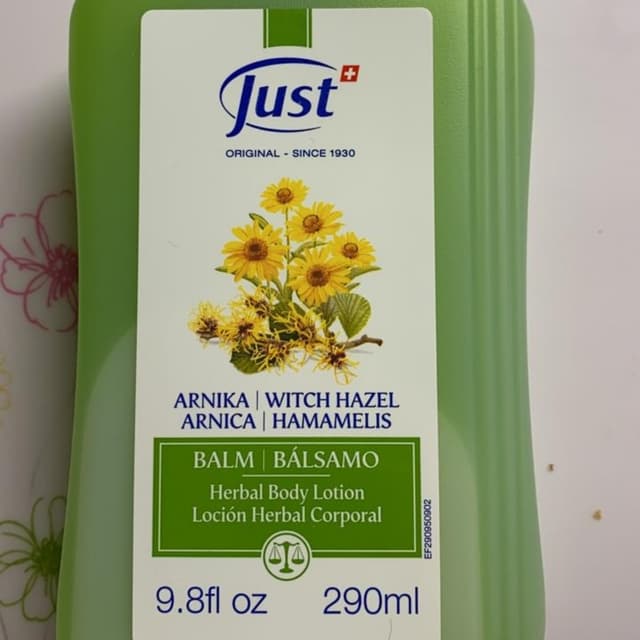 Just
ORIGINAL - SINCE 1930
ARNIKA | WITCH HAZEL
ARNICA | HAMAMELIS
BALM | BÁLSAMO
Herbal Body Lotion
Loción Herbal Corporal
EF290950902
9.8fl oz 290ml